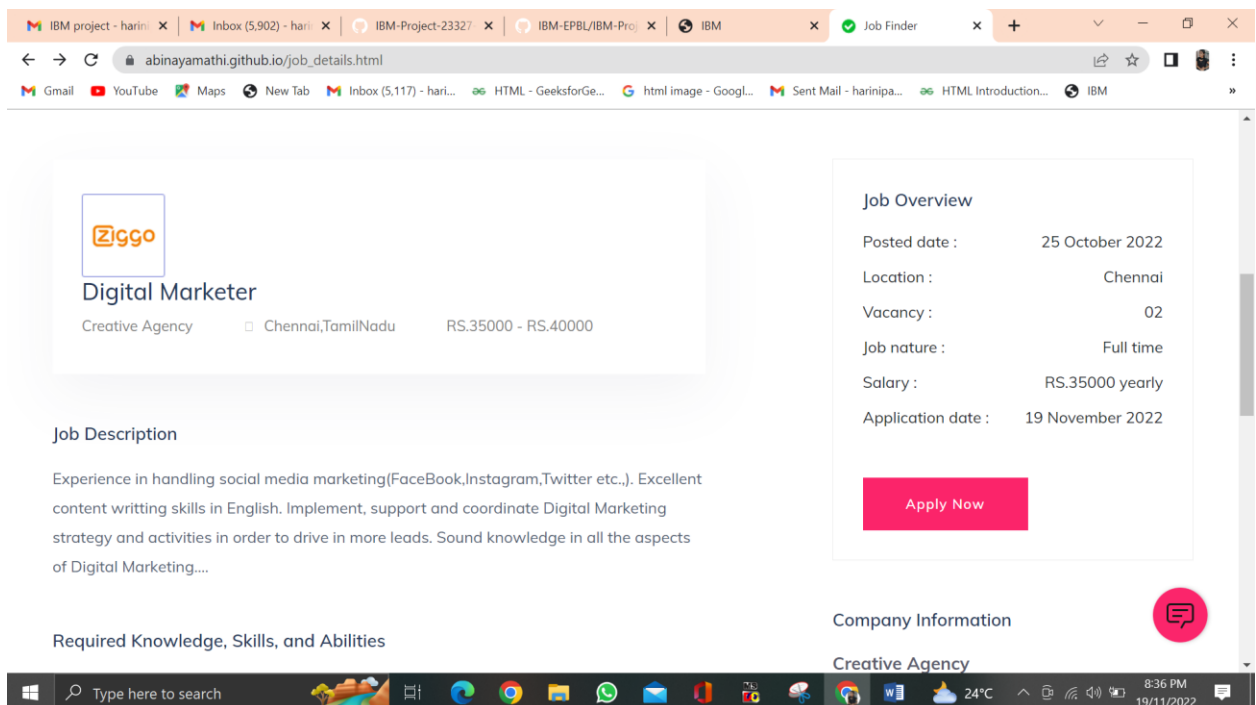 IBM project - harini
Inbox (5,902) - hari
IBM-Project-23327
IBM-EPBL/IBM-Proj
IBM
Job Finder
abinayamathi.github.io/job_details.html
Gmail
YouTube
Maps
New Tab
Inbox (5,117) - hari...
HTML - GeeksforGe...
html image - Googl...
Sent Mail - harinipa...
HTML Introduction...
IBM
»
ziggo
Digital Marketer
Creative Agency
Chennai,TamilNadu
RS.35000 - RS.40000
Job Description
Experience in handling social media marketing(FaceBook,Instagram,Twitter etc.,). Excellent
content writting skills in English. Implement, support and coordinate Digital Marketing
strategy and activities in order to drive in more leads. Sound knowledge in all the aspects
of Digital Marketing....
Required Knowledge, Skills, and Abilities
Job Overview
Posted date : 25 October 2022
Location : Chennai
Vacancy : 02
Job nature : Full time
Salary : RS.35000 yearly
Application date : 19 November 2022
Apply Now
Company Information
Creative Agency
Type here to search
24°C
8:36 PM
19/11/2022